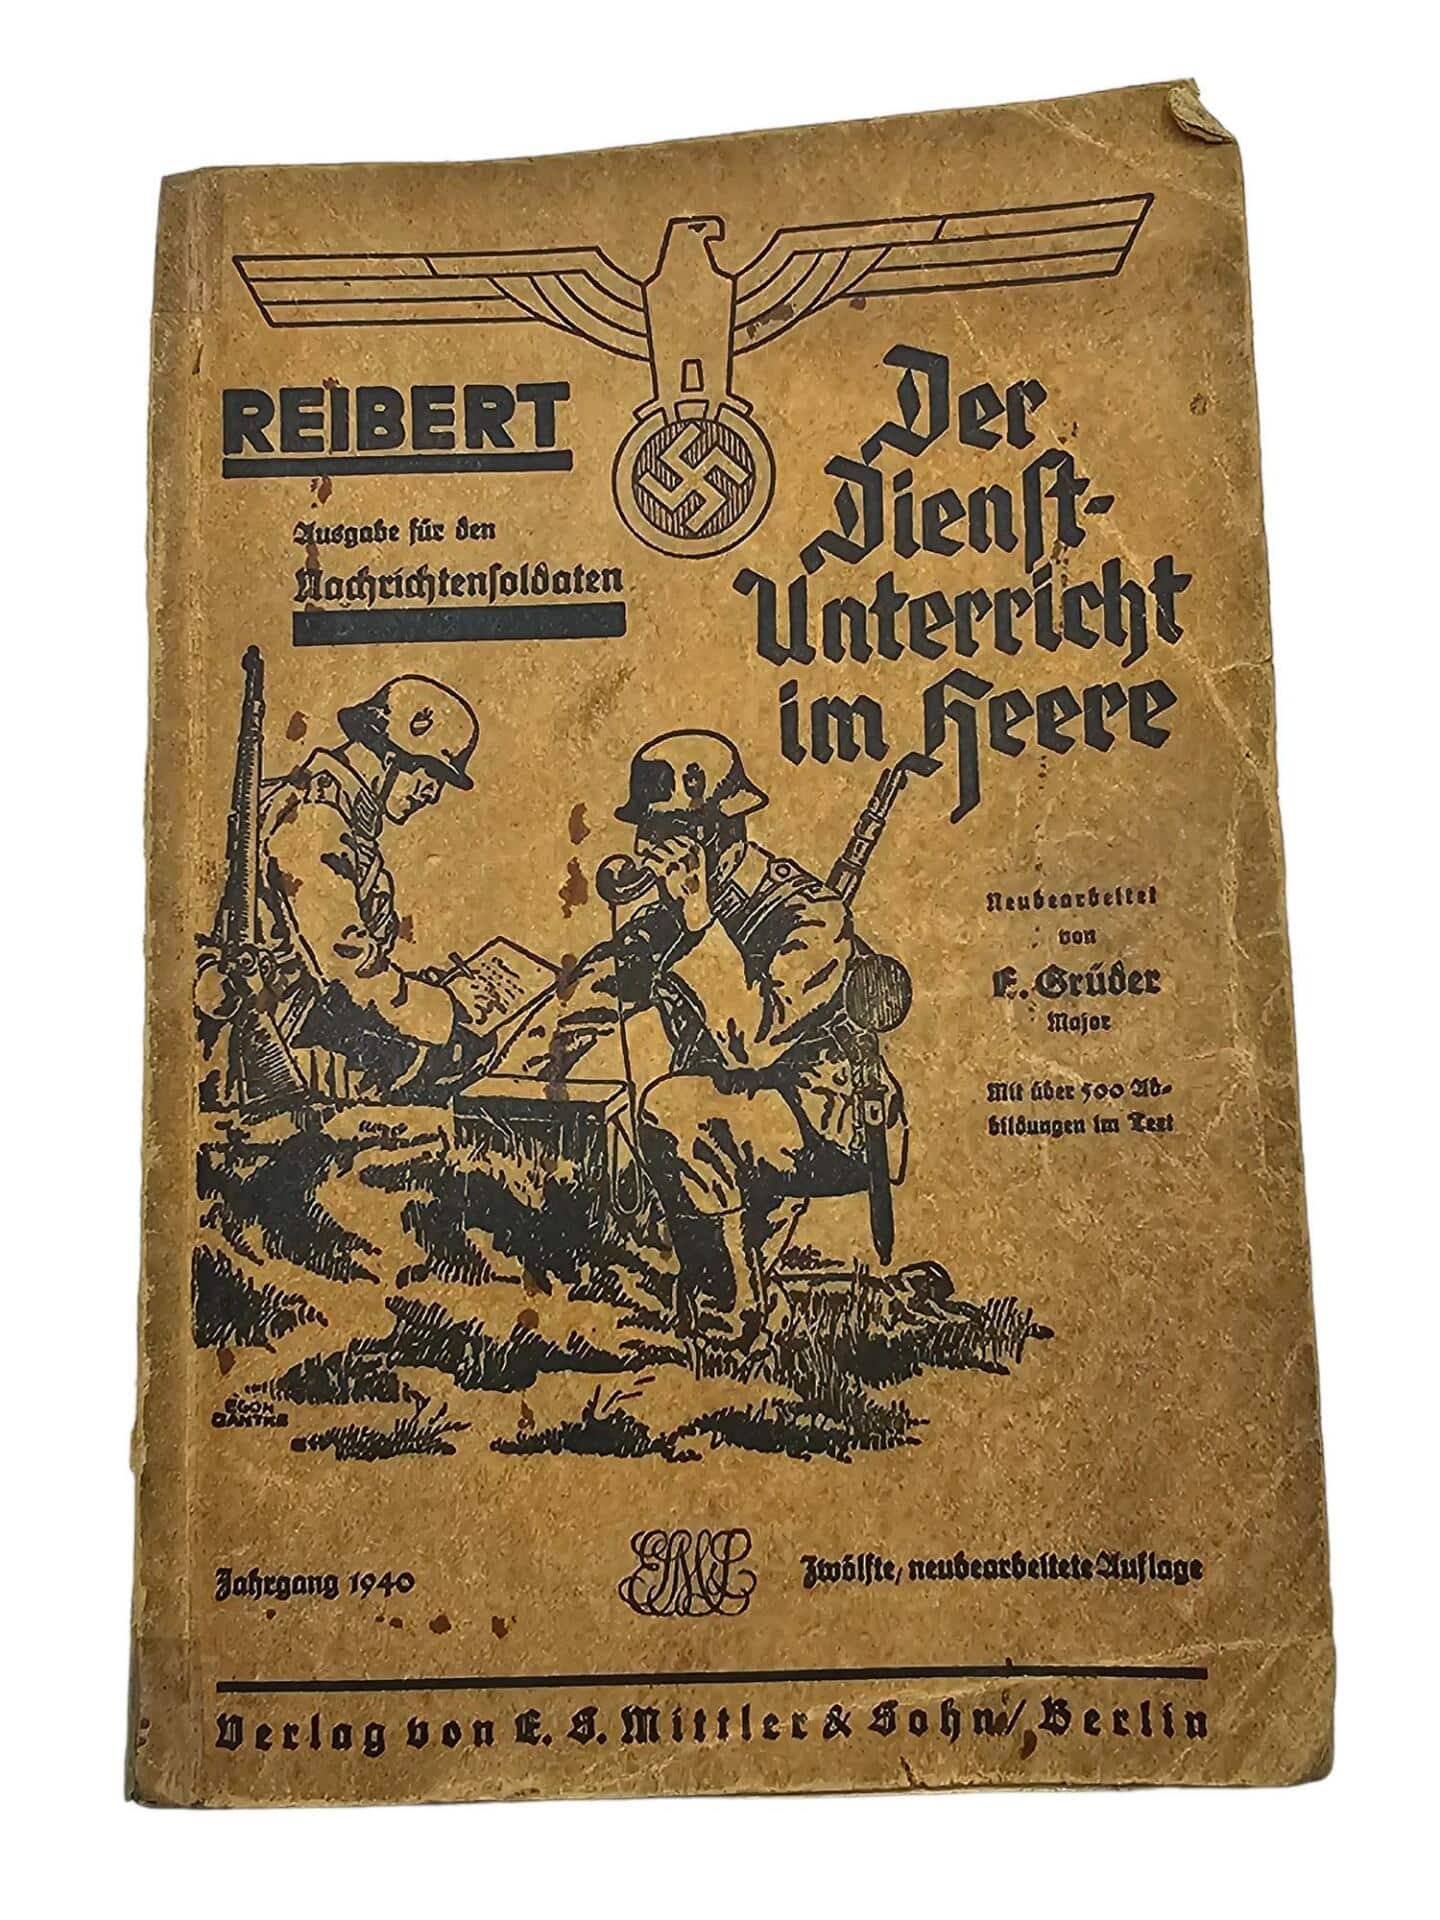 REIBERT
Ausgabe für den
Nachrichtensoldaten
Der
Dienst-
Unterricht
im Heere
Neubearbeitet
von
E. Grüder
Major
Mit über 500 Ab-
bildungen im Text
EGON
JANTKE
Jahrgang 1940
Zwölfte, neubearbeitete Auflage
Verlag von E. S. Mittler & Sohn / Berlin